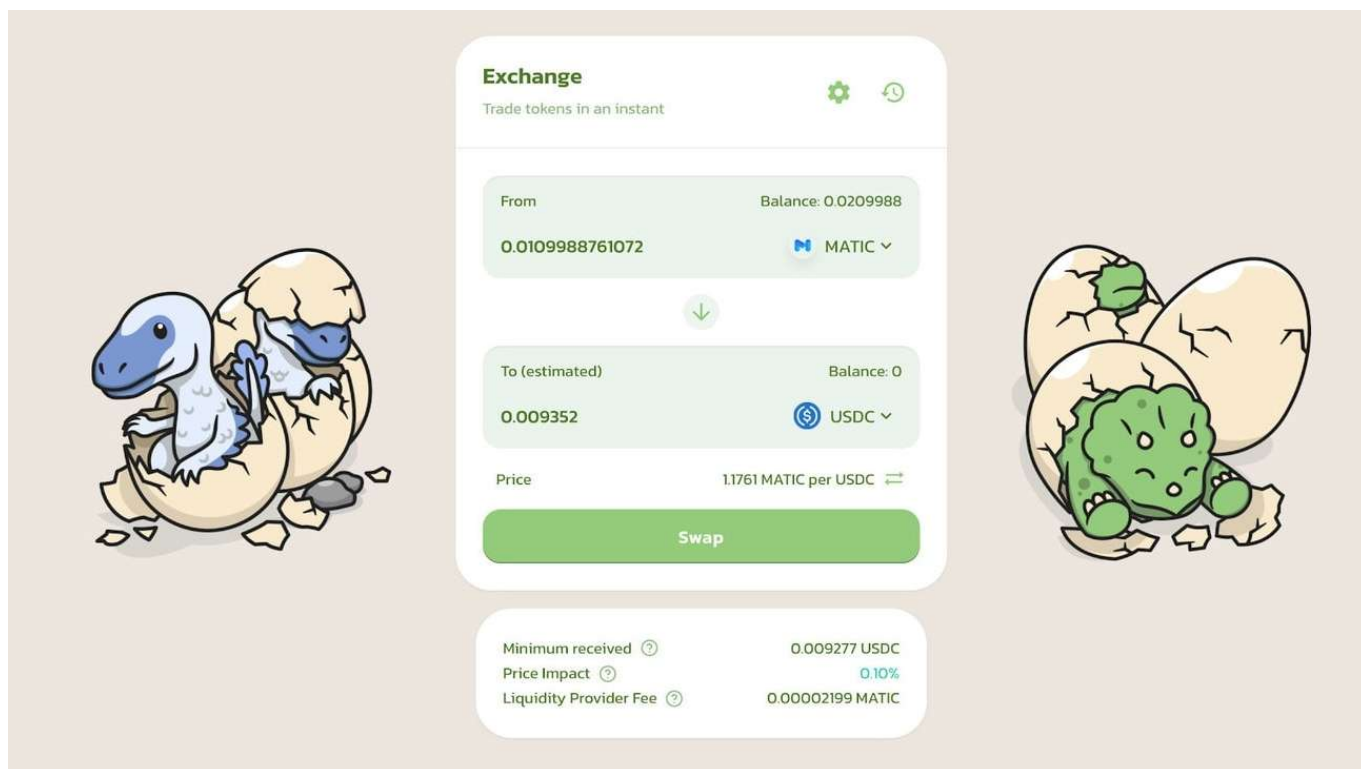 Exchange
Trade tokens in an instant
From Balance: 0.0209988
0.0109988761072 MATIC
To (estimated) Balance: 0
0.009352 USDC
Price 1.1761 MATIC per USDC
Swap
Minimum received ? 0.009277 USDC
Price Impact ? 0.10%
Liquidity Provider Fee ? 0.00002199 MATIC